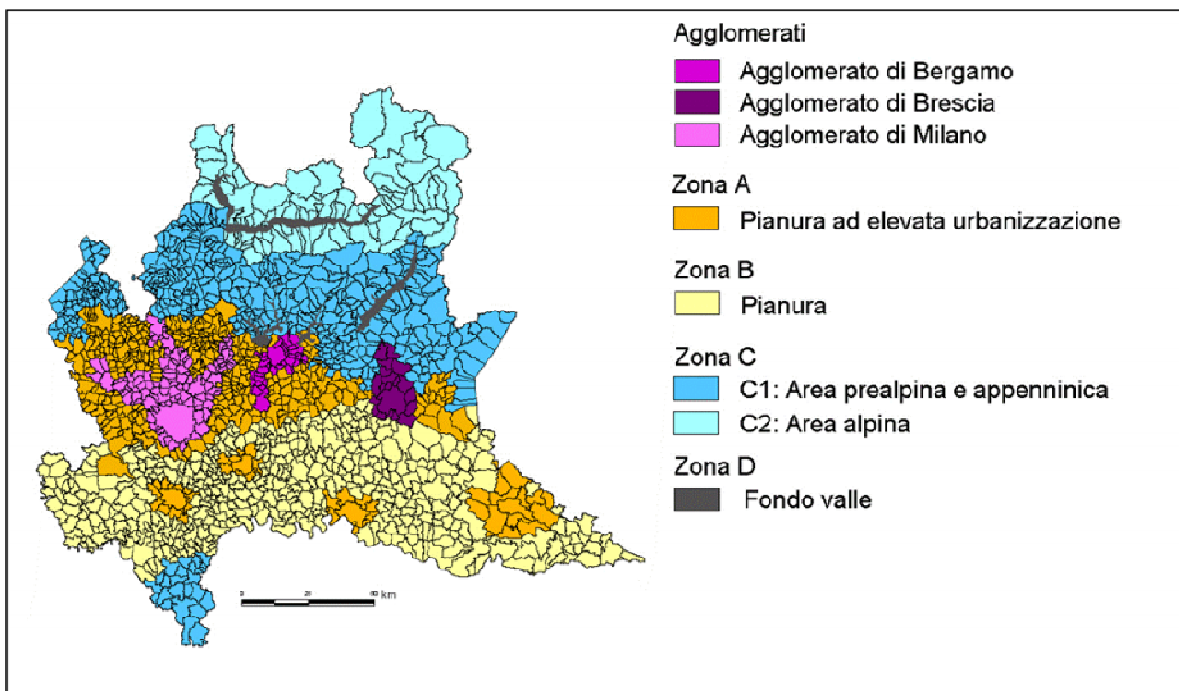 Agglomerati
Agglomerato di Bergamo
Agglomerato di Brescia
Agglomerato di Milano
Zona A
Pianura ad elevata urbanizzazione
Zona B
Pianura
Zona C
C1: Area prealpina e appenninica
C2: Area alpina
Zona D
Fondo valle
km